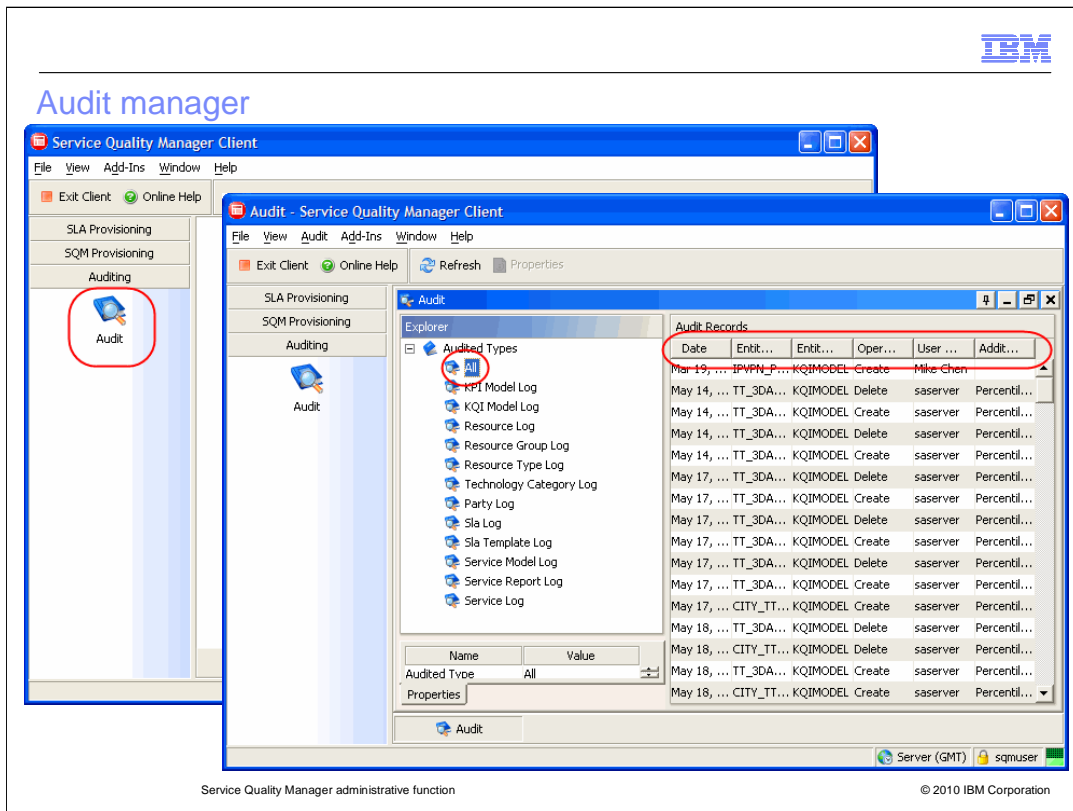 IBM
Audit manager
Service Quality Manager Client
File View Add-Ins Window Help
Exit Client Online Help
SLA Provisioning
SQM Provisioning
Auditing
Audit
Audit - Service Quality Manager Client
File View Audit Add-Ins Window Help
Exit Client Online Help Refresh Properties
SLA Provisioning
SQM Provisioning
Auditing
Audit
Audit
Explorer
Audited Types
All
KPI Model Log
KQI Model Log
Resource Log
Resource Group Log
Resource Type Log
Technology Category Log
Party Log
Sla Log
Sla Template Log
Service Model Log
Service Report Log
Service Log
Name Value
Audited Type All
Properties
Audit Records
Date Entit... Entit... Oper... User ... Addit...
Mar 19, ... IPVPN_P... KQIMODEL Create Mike Chen
May 14, ... TT_3DA... KQIMODEL Delete saserver Percentil...
May 14, ... TT_3DA... KQIMODEL Create saserver Percentil...
May 14, ... TT_3DA... KQIMODEL Delete saserver Percentil...
May 14, ... TT_3DA... KQIMODEL Create saserver Percentil...
May 17, ... TT_3DA... KQIMODEL Delete saserver Percentil...
May 17, ... TT_3DA... KQIMODEL Create saserver Percentil...
May 17, ... TT_3DA... KQIMODEL Delete saserver Percentil...
May 17, ... TT_3DA... KQIMODEL Create saserver Percentil...
May 17, ... TT_3DA... KQIMODEL Delete saserver Percentil...
May 17, ... TT_3DA... KQIMODEL Create saserver Percentil...
May 17, ... CITY_TT... KQIMODEL Create saserver Percentil...
May 18, ... TT_3DA... KQIMODEL Delete saserver Percentil...
May 18, ... CITY_TT... KQIMODEL Delete saserver Percentil...
May 18, ... TT_3DA... KQIMODEL Create saserver Percentil...
May 18, ... CITY_TT... KQIMODEL Create saserver Percentil...
Audit
Server (GMT) sqmuser
Service Quality Manager administrative function
© 2010 IBM Corporation